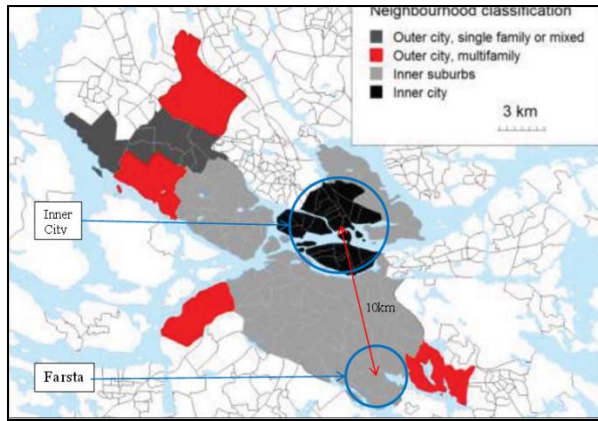 Neighbourhood classification
Outer city, single family or mixed
Outer city, multifamily
Inner suburbs
Inner city
3 km
Inner
City
10km
Farsta